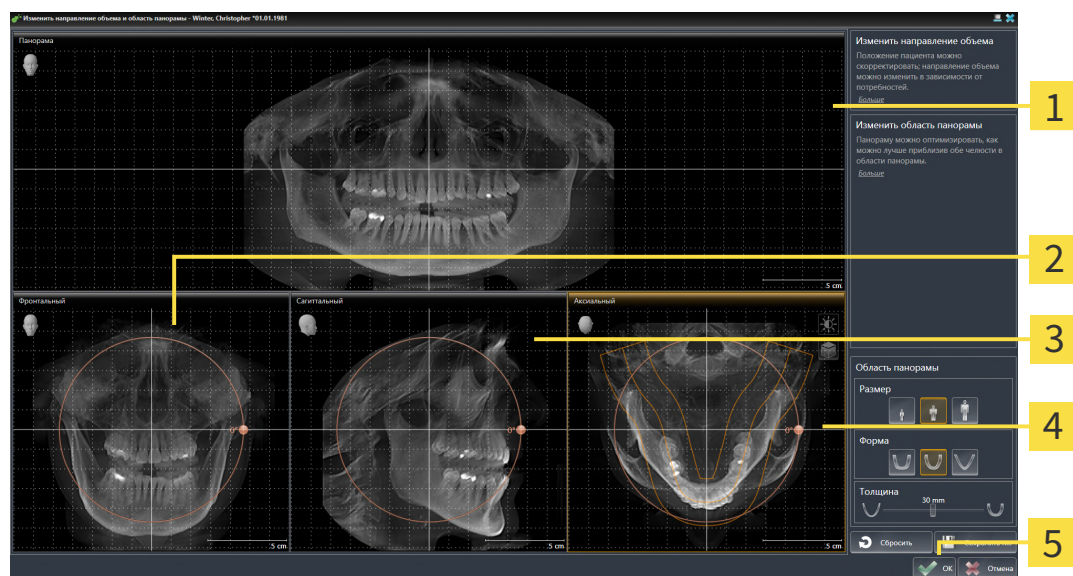 Изменить направление объема и область панорамы - Winter, Christopher *01.01.1981
Панорама
5 cm
Изменить направление объема
Положение пациента можно
скорректировать; направление объема
можно изменить в зависимости от
потребностей.
Больше
1
Изменить область панорамы
Панораму можно оптимизировать, как
можно лучше приблизив обе челюсти в
области панорамы.
Больше
2
Фронтальный
0°
5 cm
Сагиттальный
0°
5 cm
Аксиальный
0°
5 cm
3
Область панорамы
Размер
4
Форма
Толщина
30 mm
Сбросить
5
OK
Отмена